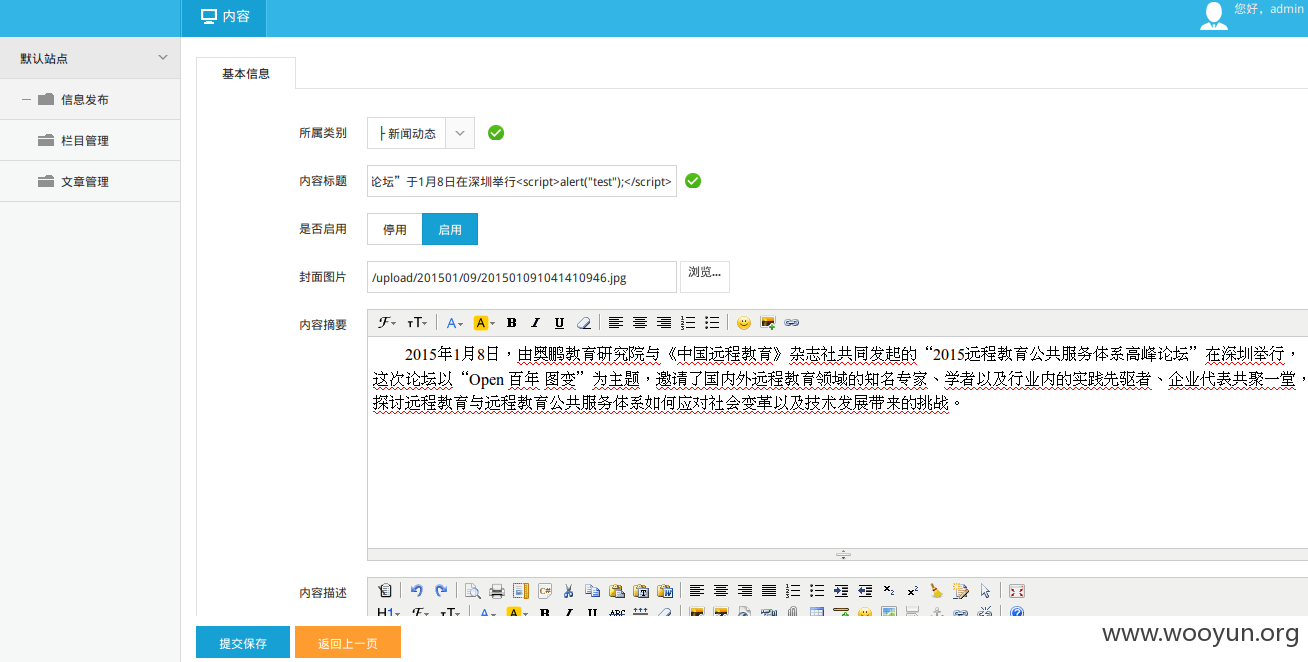 内容
您好，admin
默认站点
信息发布
栏目管理
文章管理
基本信息
所属类别
├ 新闻动态
内容标题
论坛”于1月8日在深圳举行<script>alert("test");</script>
是否启用
停用
启用
封面图片
/upload/201501/09/201501091041410946.jpg
浏览...
内容摘要
2015年1月8日，由奥鹏教育研究院与《中国远程教育》杂志社共同发起的“2015远程教育公共服务体系高峰论坛”在深圳举行，
这次论坛以“Open 百年 图变”为主题，邀请了国内外远程教育领域的知名专家、学者以及行业内的实践先驱者、企业代表共聚一堂，
探讨远程教育与远程教育公共服务体系如何应对社会变革以及技术发展带来的挑战。
内容描述
提交保存
返回上一页
www.wooyun.org